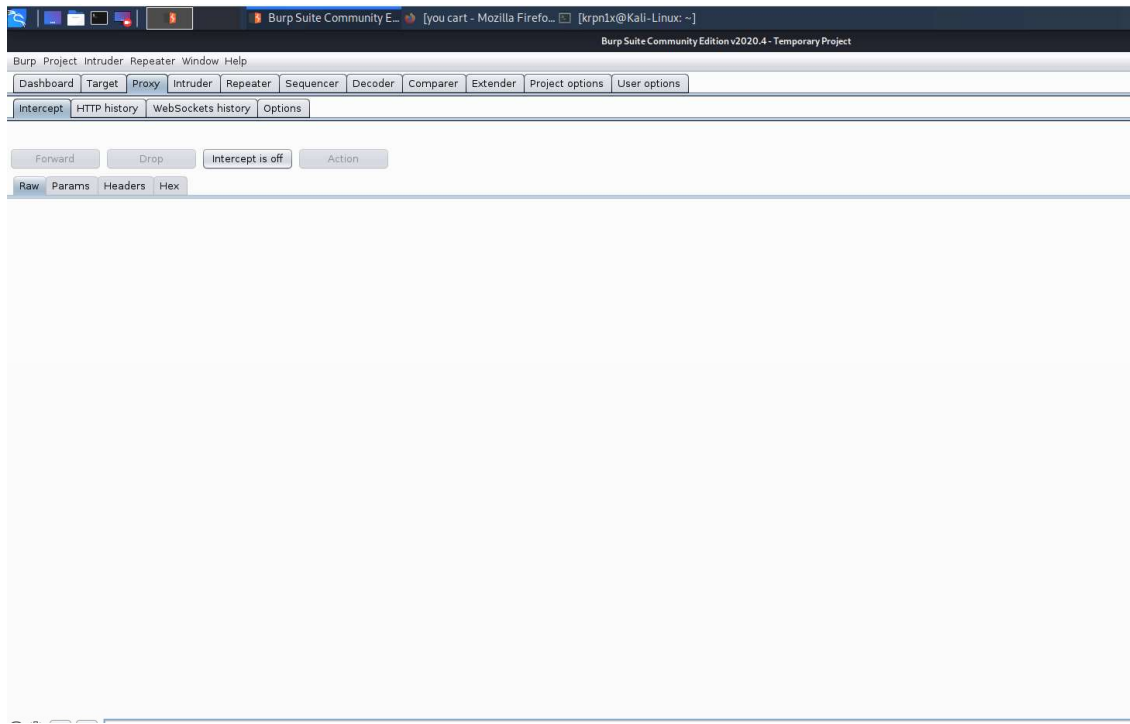 Burp Suite Community E... [you cart - Mozilla Firefo... [krpn1x@Kali-Linux: ~]
Burp Suite Community Edition v2020.4 - Temporary Project
Burp Project Intruder Repeater Window Help
Dashboard Target Proxy Intruder Repeater Sequencer Decoder Comparer Extender Project options User options
Intercept HTTP history WebSockets history Options
Forward Drop Intercept is off Action
Raw Params Headers Hex